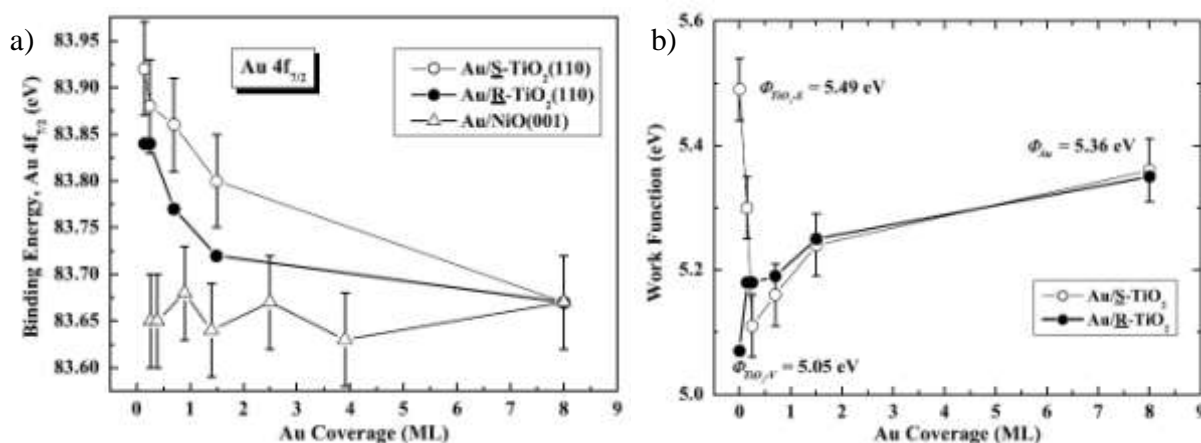 a)
Au 4f7/2
Au/S-TiO2(110)
Au/R-TiO2(110)
Au/NiO(001)
Binding Energy, Au 4f7/2 (eV)
83.95
83.90
83.85
83.80
83.75
83.70
83.65
83.60
0 1 2 3 4 5 6 7 8 9
Au Coverage (ML)
b)
Work Function (eV)
5.6
5.4
5.2
5.0
= 5.49 eV
ΦAu = 5.36 eV
= 5.05 eV
Au/S-TiO2
Au/R-TiO2
0 1 2 3 4 5 6 7 8 9
Au Coverage (ML)